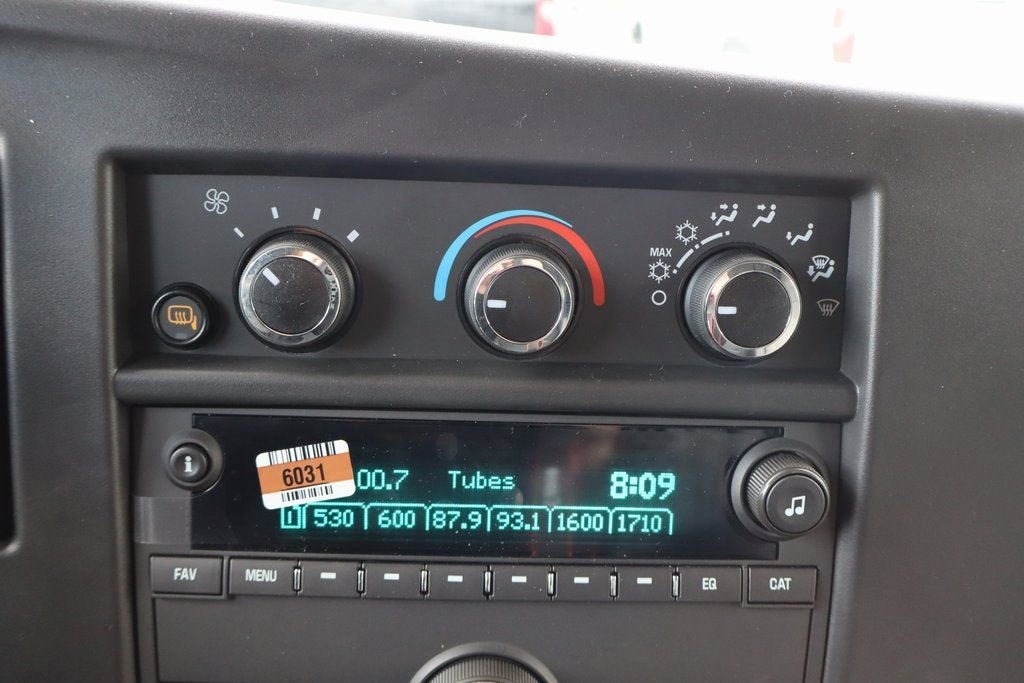 MAX
6031
00.7 Tubes 8:09
1 530 600 87.9 93.1 1600 1710
i
FAV MENU EQ CAT